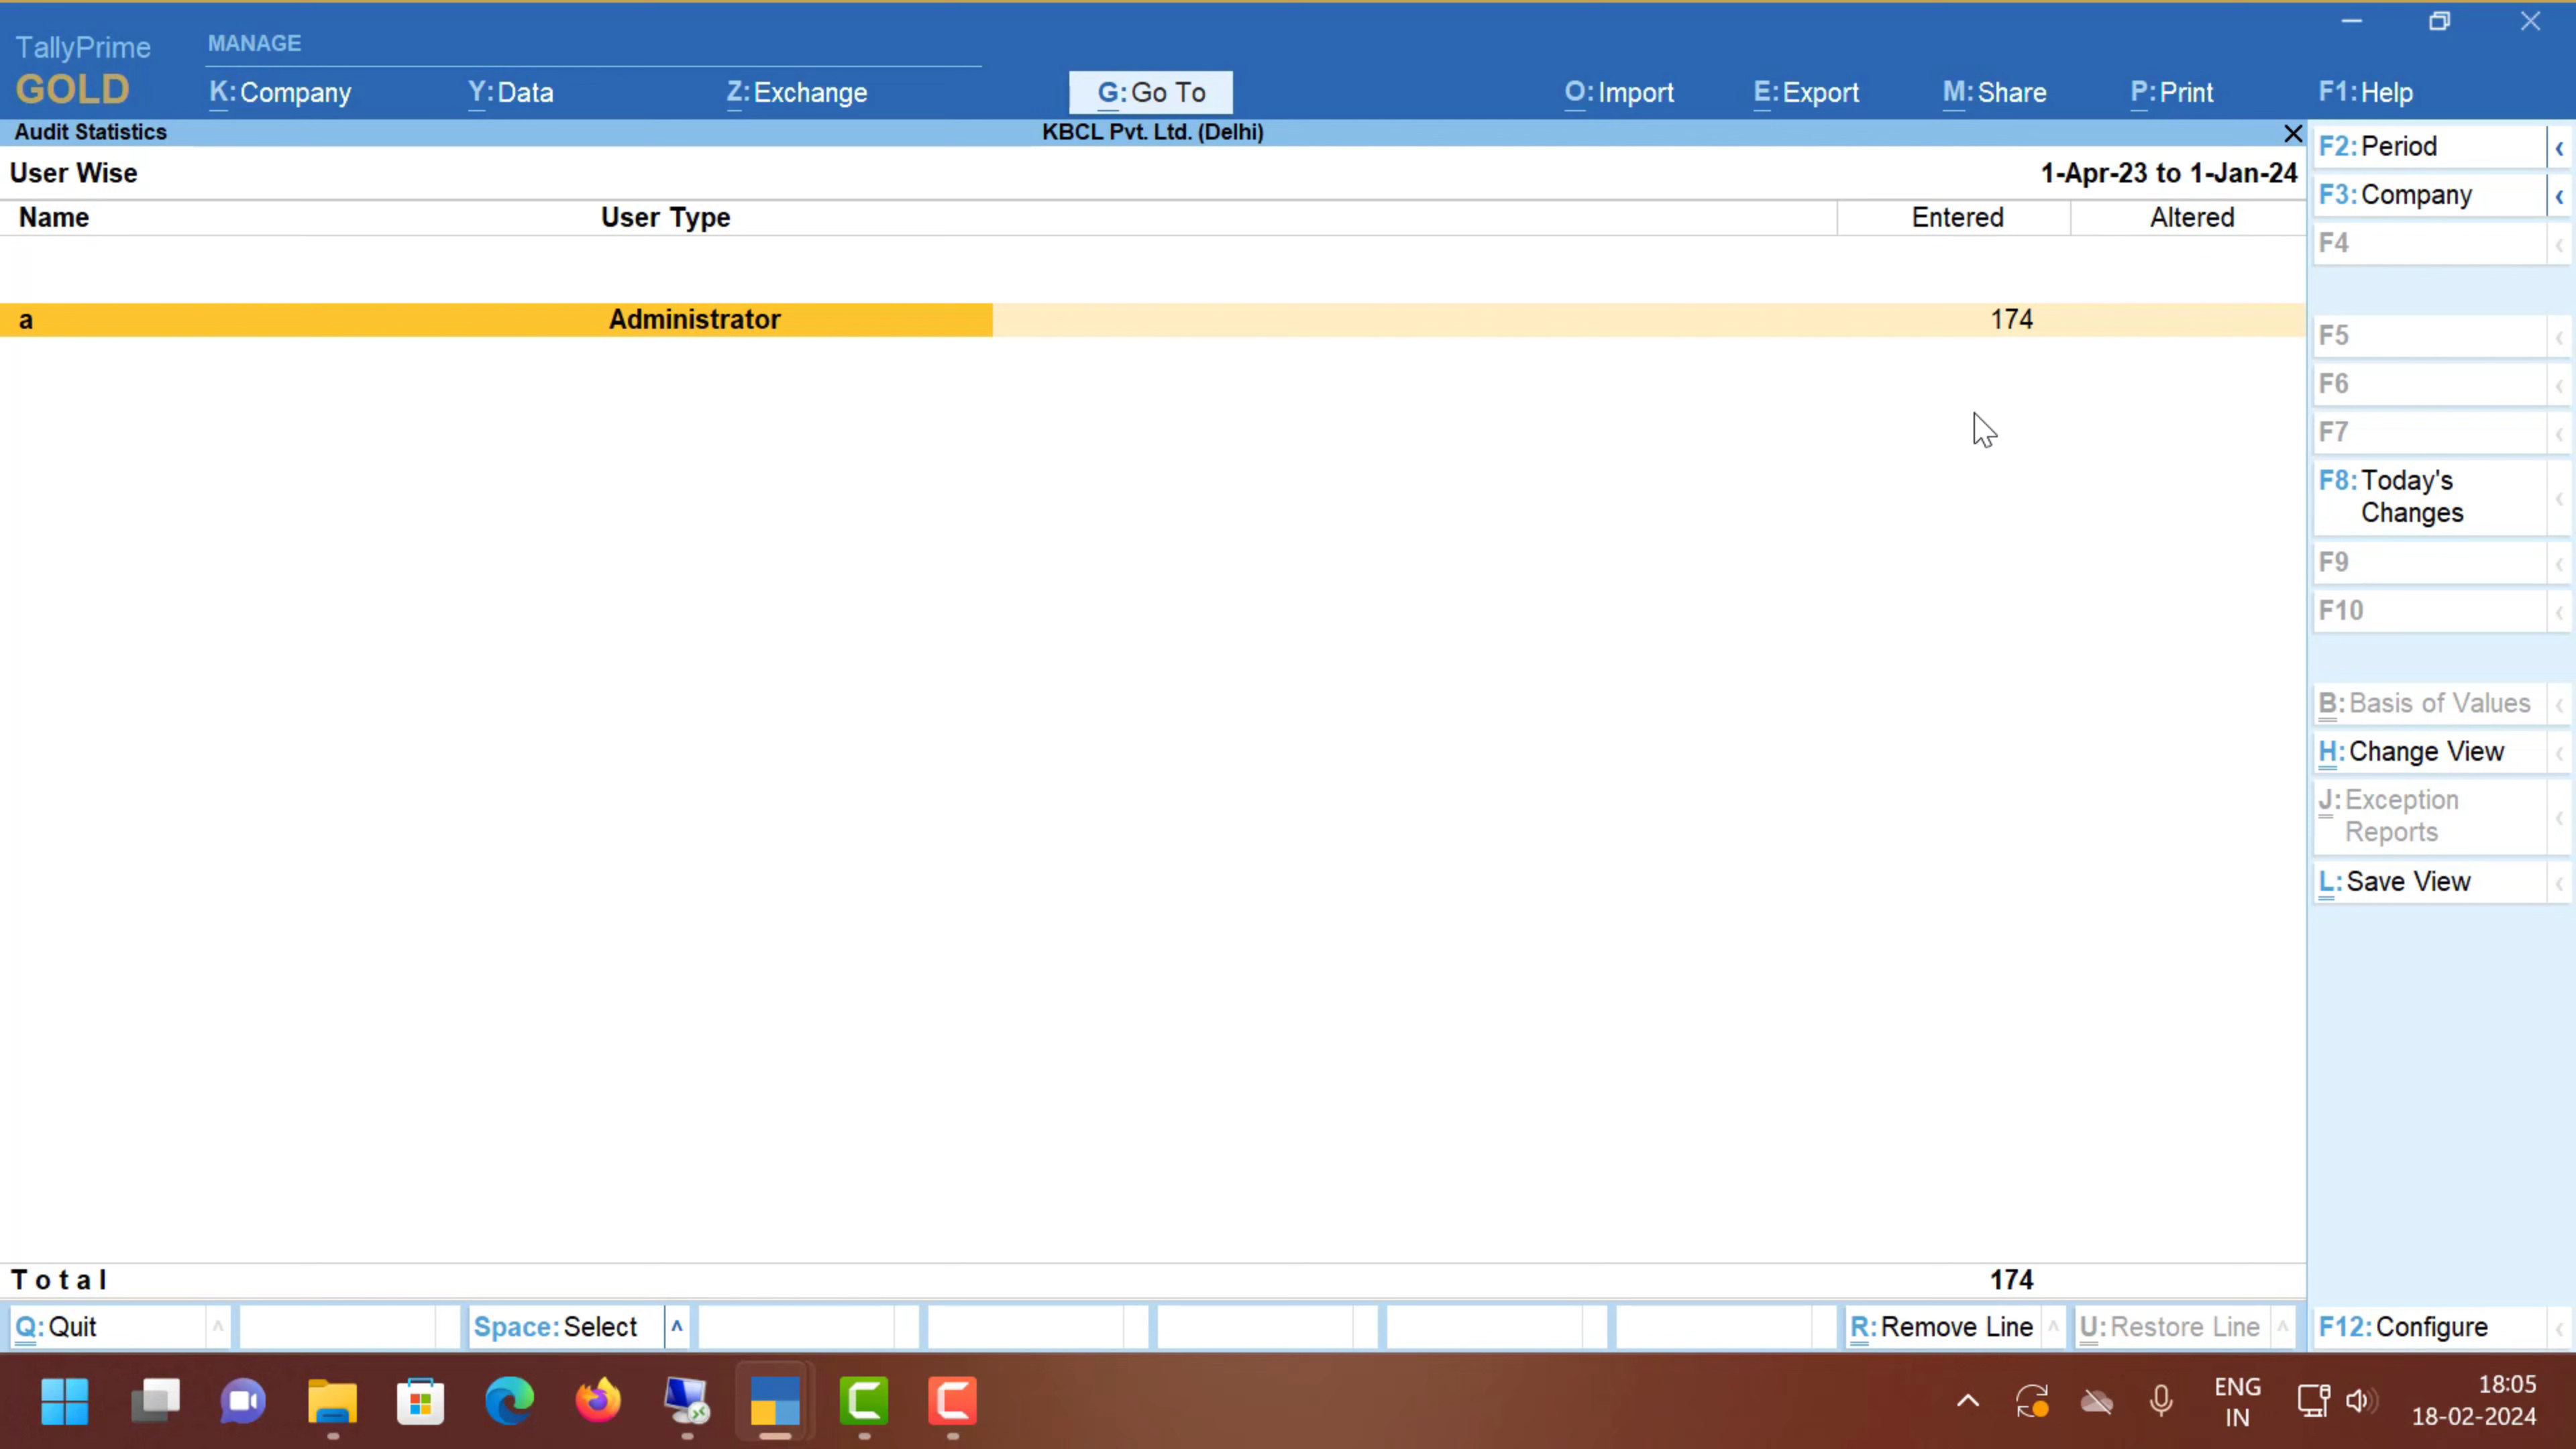 TallyPrime
GOLD
MANAGE
K: Company
Y: Data
Z: Exchange
G: Go To
O: Import
E: Export
M: Share
P: Print
F1: Help
Audit Statistics
KBCL Pvt. Ltd. (Delhi)
User Wise
1-Apr-23 to 1-Jan-24
Name
User Type
Entered
Altered
a
Administrator
174
F2: Period
F3: Company
F4
F5
F6
F7
F8: Today's
Changes
F9
F10
B: Basis of Values
H: Change View
J: Exception
Reports
L: Save View
Total
174
Q: Quit
Space: Select
R: Remove Line
U: Restore Line
F12: Configure
ENG
IN
18:05
18-02-2024